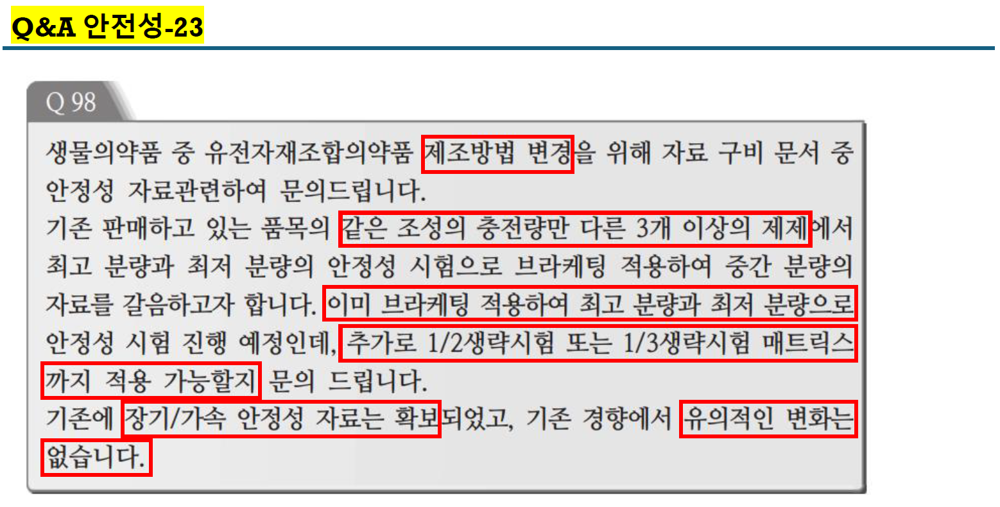 Q&A 안전성-23
Q 98
생물의약품 중 유전자재조합의약품 제조방법 변경을 위해 자료 구비 문서 중
안정성 자료관련하여 문의드립니다.
기존 판매하고 있는 품목의 같은 조성의 충전량만 다른 3개 이상의 제제에서
최고 분량과 최저 분량의 안정성 시험으로 브라케팅 적용하여 중간 분량의
자료를 갈음하고자 합니다. 이미 브라케팅 적용하여 최고 분량과 최저 분량으로
안정성 시험 진행 예정인데, 추가로 1/2생략시험 또는 1/3생략시험 매트릭스
까지 적용 가능할지 문의 드립니다.
기존에 장기/가속 안정성 자료는 확보되었고, 기존 경향에서 유의적인 변화는
없습니다.